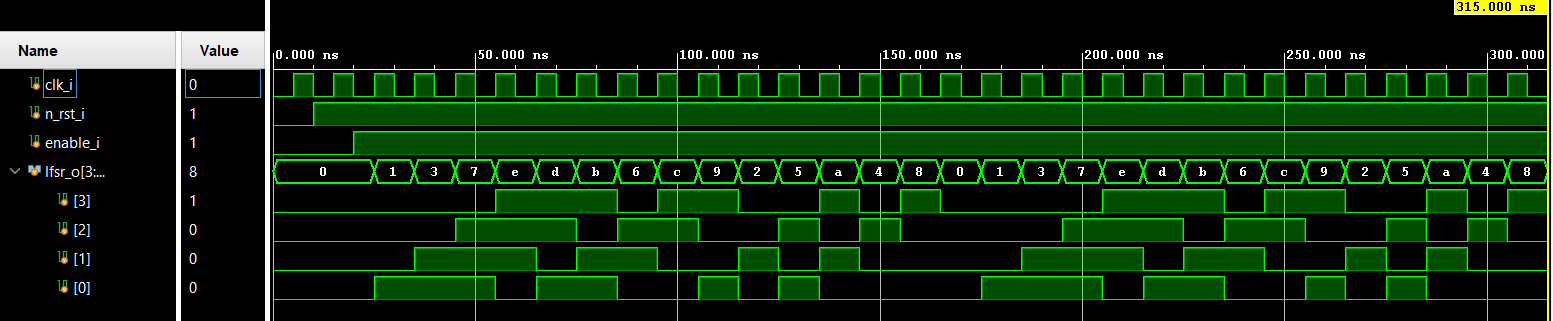 315.000 ns
Name Value
0.000 ns 50.000 ns 100.000 ns 150.000 ns 200.000 ns 250.000 ns 300.000
clk_i 0
n_rst_i 1
enable_i 1
lfsr_o[3:... 8 0 1 3 7 e d b 6 c 9 2 5 a 4 8 0 1 3 7 e d b 6 c 9 2 5 a 4 8
[3] 1
[2] 0
[1] 0
[0] 0